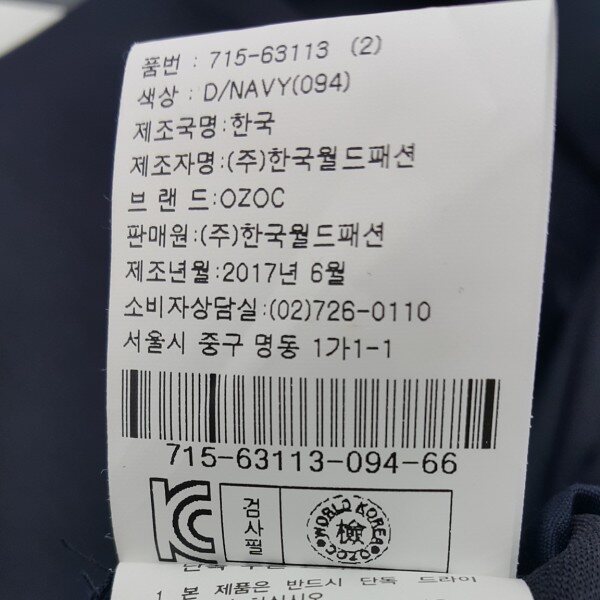 품번 : 715-63113 (2)
색상 : D/NAVY(094)
제조국명:한국
제조자명:(주)한국월드패션
브 랜 드:OZOC
판매원:(주)한국월드패션
제조년월:2017년 6월
소비자상담실:(02)726-0110
서울시 중구 명동 1가1-1
715-63113-094-66
검사필
WORLD KOREA
檢
OZOC
1. 본 제품은 반드시 단독 드라이